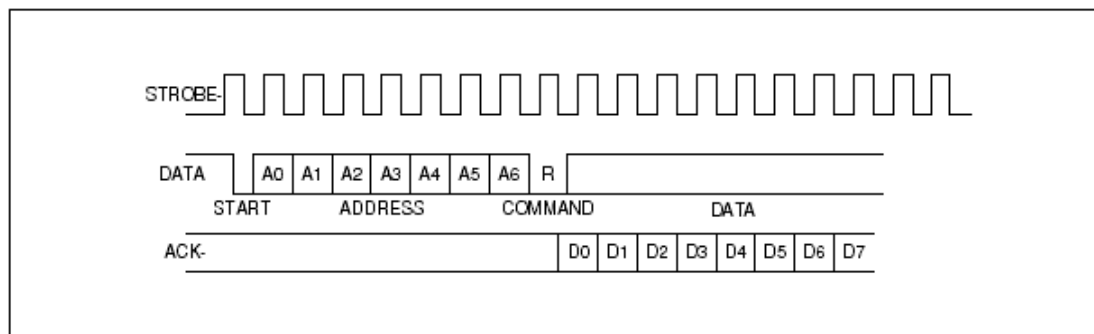 STROBE-
DATA A0 A1 A2 A3 A4 A5 A6 R
START ADDRESS COMMAND DATA
ACK- D0 D1 D2 D3 D4 D5 D6 D7